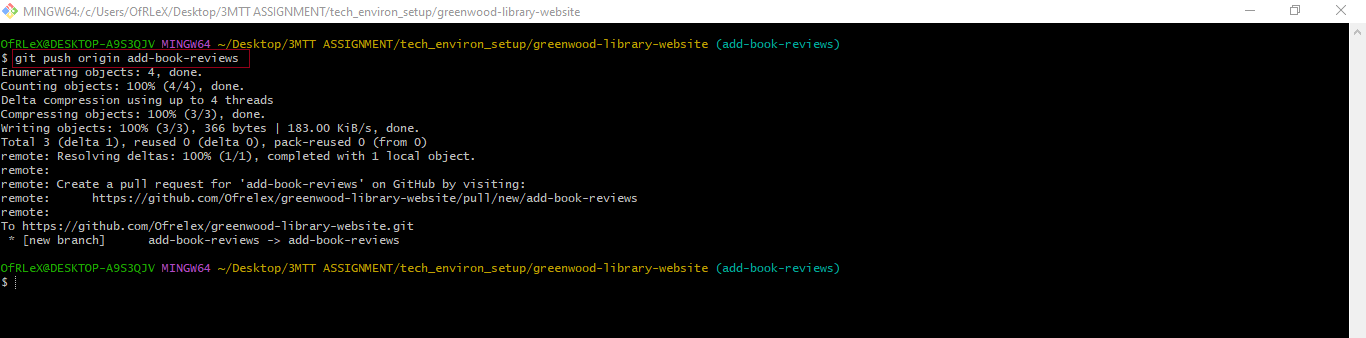 MINGW64:/c/Users/OfRLeX/Desktop/3MTT ASSIGNMENT/tech_environ_setup/greenwood-library-website
OfRLeX@DESKTOP-A9S3QJV MINGW64 ~/Desktop/3MTT ASSIGNMENT/tech_environ_setup/greenwood-library-website (add-book-reviews)
$ git push origin add-book-reviews
Enumerating objects: 4, done.
Counting objects: 100% (4/4), done.
Delta compression using up to 4 threads
Compressing objects: 100% (3/3), done.
Writing objects: 100% (3/3), 366 bytes | 183.00 KiB/s, done.
Total 3 (delta 1), reused 0 (delta 0), pack-reused 0 (from 0)
remote: Resolving deltas: 100% (1/1), completed with 1 local object.
remote:
remote: Create a pull request for 'add-book-reviews' on GitHub by visiting:
remote:      https://github.com/Ofrelex/greenwood-library-website/pull/new/add-book-reviews
remote:
To https://github.com/Ofrelex/greenwood-library-website.git
 * [new branch]      add-book-reviews -> add-book-reviews
OfRLeX@DESKTOP-A9S3QJV MINGW64 ~/Desktop/3MTT ASSIGNMENT/tech_environ_setup/greenwood-library-website (add-book-reviews)
$